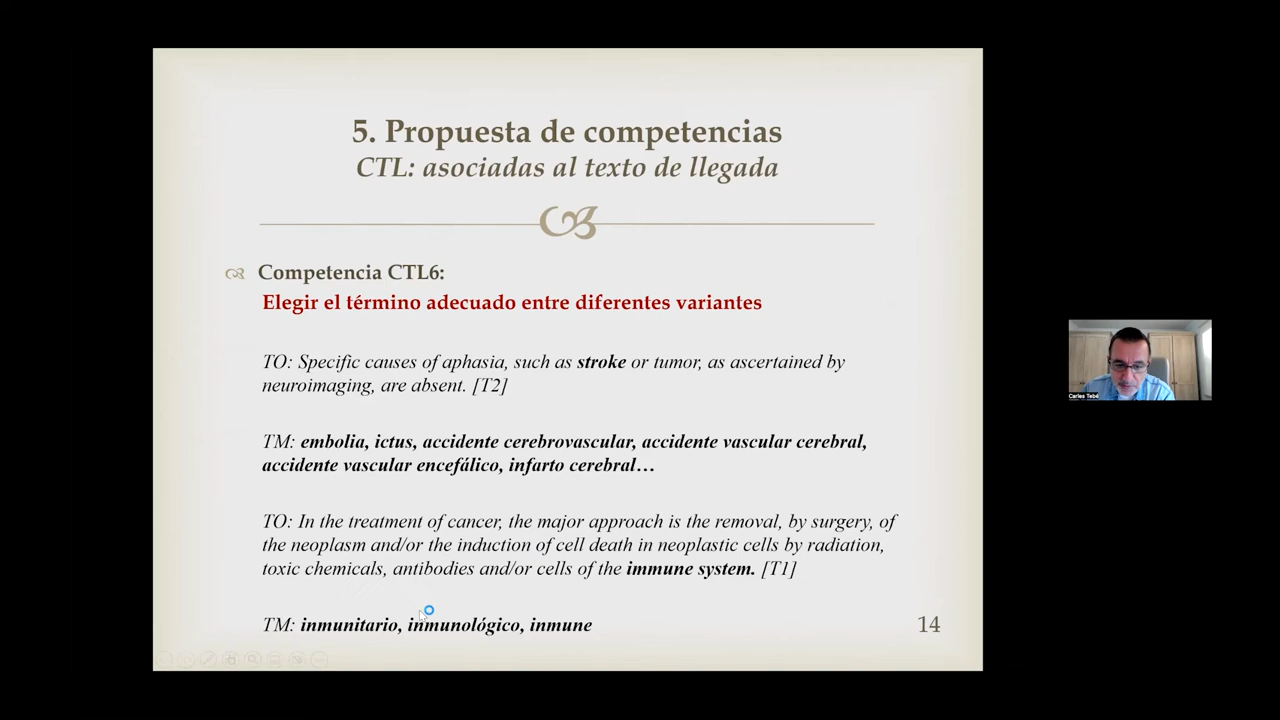 5. Propuesta de competencias
CTL: asociadas al texto de llegada
Competencia CTL6:
Elegir el término adecuado entre diferentes variantes
TO: Specific causes of aphasia, such as stroke or tumor, as ascertained by
neuroimaging, are absent. [T2]
TM: embolia, ictus, accidente cerebrovascular, accidente vascular cerebral,
accidente vascular encefálico, infarto cerebral…
TO: In the treatment of cancer, the major approach is the removal, by surgery, of
the neoplasm and/or the induction of cell death in neoplastic cells by radiation,
toxic chemicals, antibodies and/or cells of the immune system. [T1]
TM: inmunitario, inmunológico, inmune
14
Carles Tebé